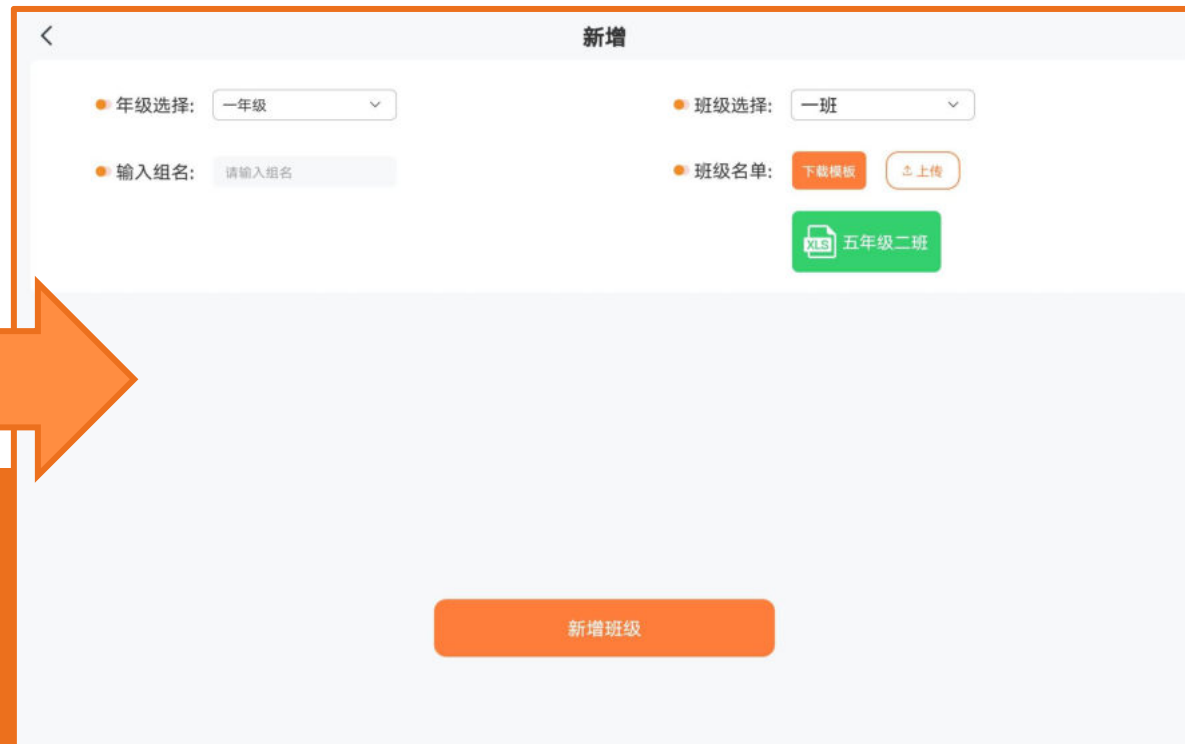 新增
年级选择: 一年级
班级选择: 一班
输入组名: 请输入组名
班级名单: 下载模板 上传
XLS 五年级二班
新增班级